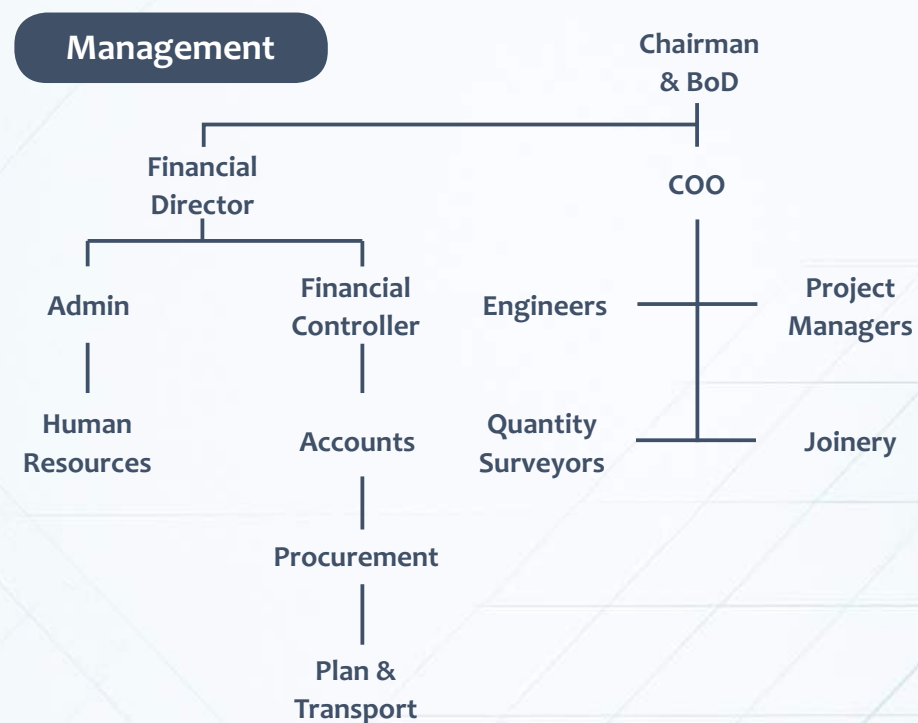 Management
Chairman
& BoD
Financial
Director
COO
Admin
Financial
Controller
Engineers
Project
Managers
Human
Resources
Accounts
Quantity
Surveyors
Joinery
Procurement
Plan &
Transport